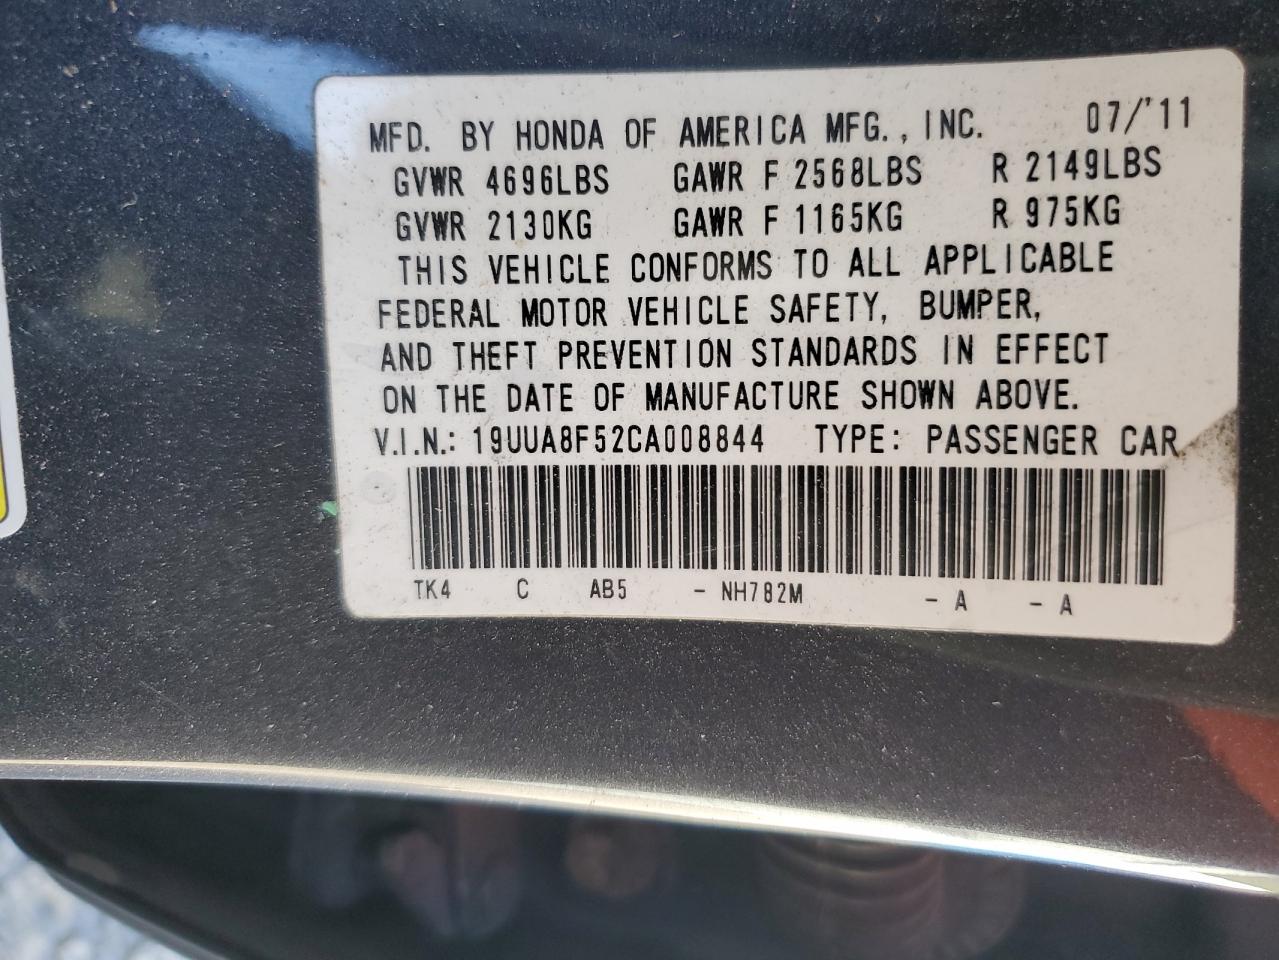 MFD. BY HONDA OF AMERICA MFG., INC. 07/'11
GVWR 4696LBS GAWR F 2568LBS R 2149LBS
GVWR 2130KG GAWR F 1165KG R 975KG
THIS VEHICLE CONFORMS TO ALL APPLICABLE
FEDERAL MOTOR VEHICLE SAFETY, BUMPER,
AND THEFT PREVENTION STANDARDS IN EFFECT
ON THE DATE OF MANUFACTURE SHOWN ABOVE.
V.I.N.: 19UUA8F52CA008844 TYPE: PASSENGER CAR
TK4 C AB5 - NH782M - A - A